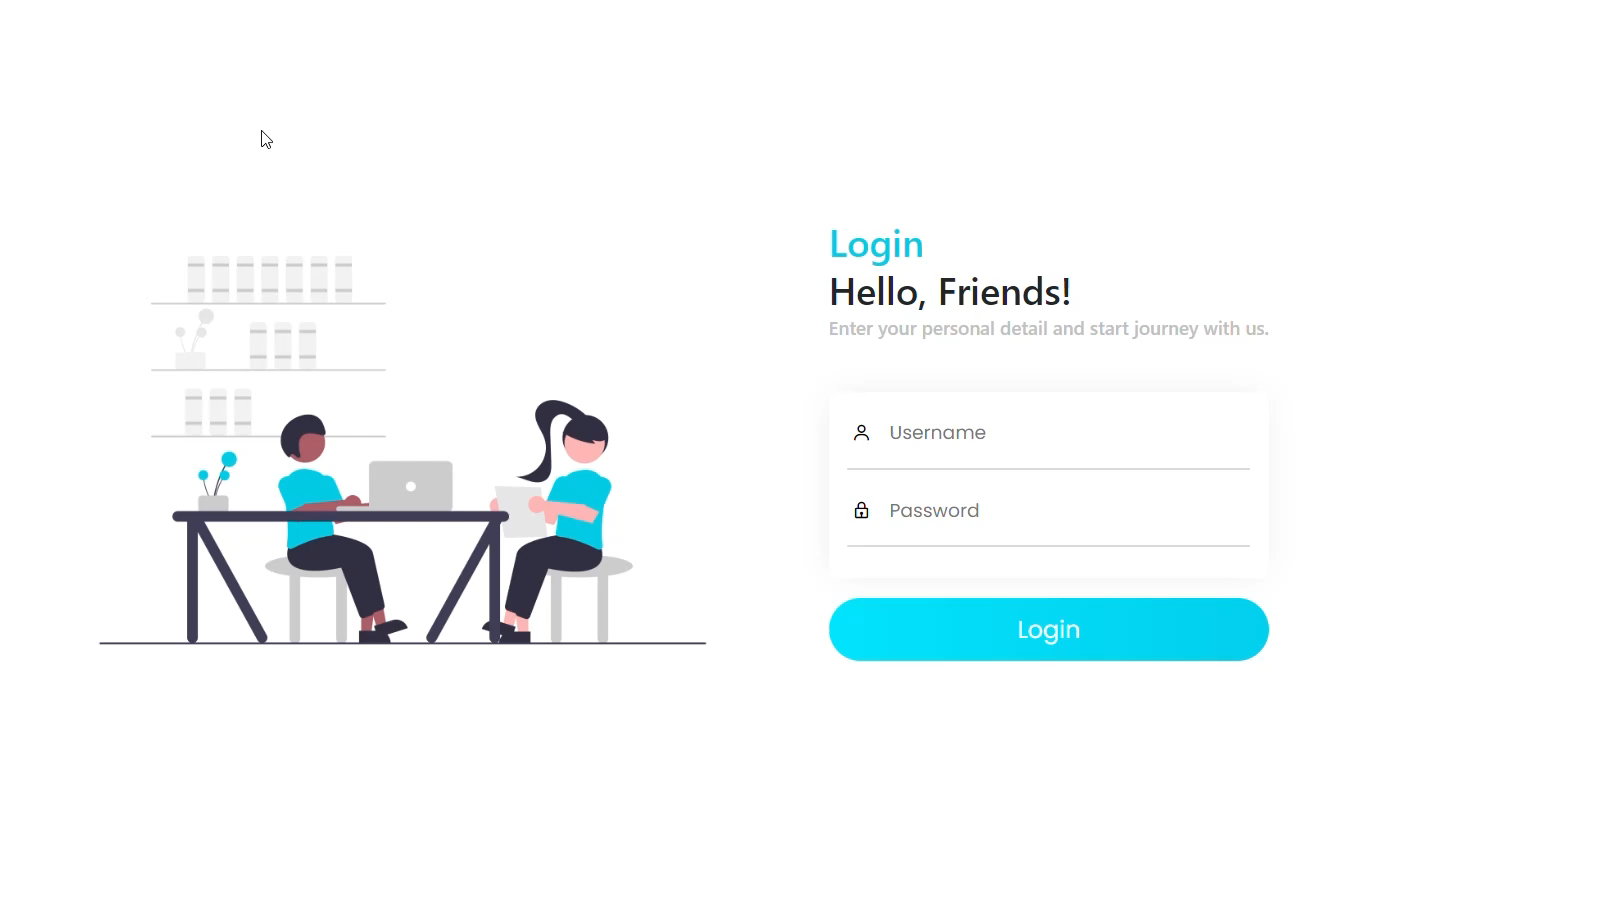 Login
Hello, Friends!
Enter your personal detail and start journey with us.
Username
Password
Login